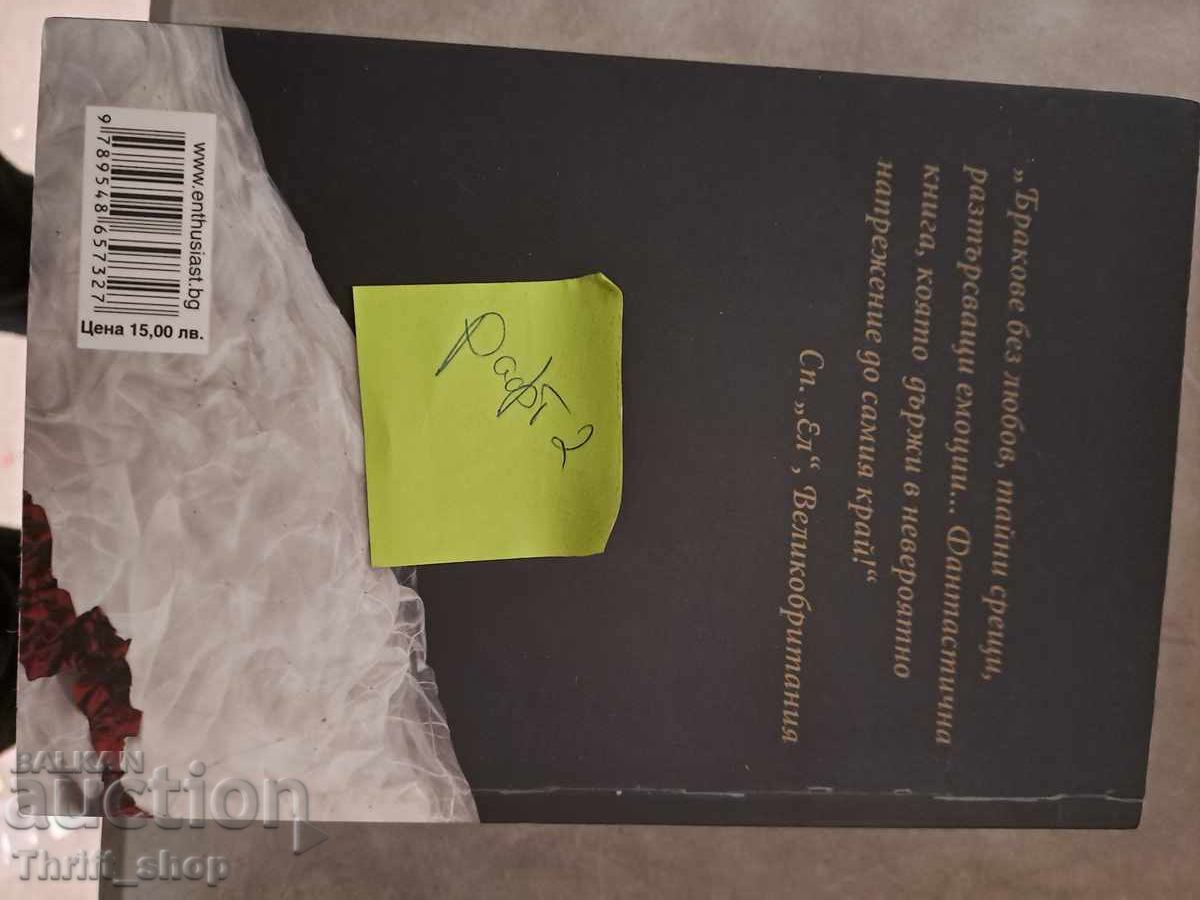 „Бракове без любов, тайни срещи,
разтърсващи емоции... Фантастична
книга, която държи в невероятно
напрежение до самия край!“
Сп. „Ел“, Великобритания
Рафт 2
www.enthusiast.bg
9 789548 657327
Цена 15,00 лв.
BALKAN
auction
Thrift_shop